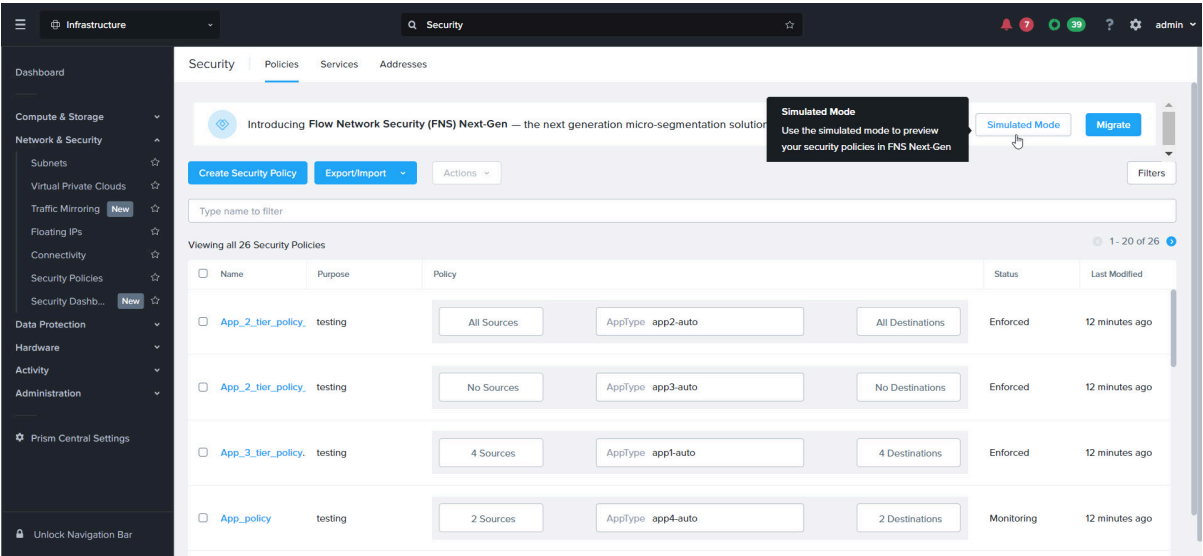 Infrastructure
Security
7
39
?
admin
Dashboard
Compute & Storage
Network & Security
Subnets
Virtual Private Clouds
Traffic Mirroring New
Floating IPs
Connectivity
Security Policies
Security Dashb... New
Data Protection
Hardware
Activity
Administration
Prism Central Settings
Unlock Navigation Bar
Security Policies Services Addresses
Introducing Flow Network Security (FNS) Next-Gen — the next generation micro-segmentation solution
Simulated Mode
Use the simulated mode to preview
your security policies in FNS Next-Gen
Simulated Mode Migrate
Create Security Policy Export/Import Actions Filters
Type name to filter
Viewing all 26 Security Policies 1 - 20 of 26
Name Purpose Policy Status Last Modified
App_2_tier_policy_ testing All Sources AppType app2-auto All Destinations Enforced 12 minutes ago
App_2_tier_policy_ testing No Sources AppType app3-auto No Destinations Enforced 12 minutes ago
App_3_tier_policy. testing 4 Sources AppType app1-auto 4 Destinations Enforced 12 minutes ago
App_policy testing 2 Sources AppType app4-auto 2 Destinations Monitoring 12 minutes ago